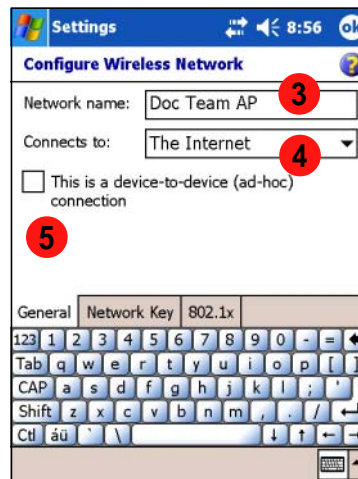 Settings 8:56 ok
Configure Wireless Network ?
Network name: Doc Team AP 3
Connects to: The Internet 4
This is a device-to-device (ad-hoc)
connection
5
General Network Key 802.1x
123 1 2 3 4 5 6 7 8 9 0 - =
Tab q w e r t y u i o p [ ]
CAP a s d f g h j k l ; '
Shift z x c v b n m , . /
Ctl áü ` \